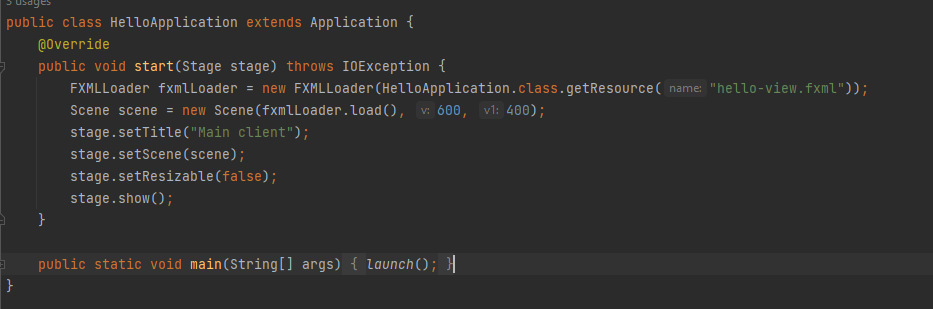 5 usages
public class HelloApplication extends Application {
@Override
public void start(Stage stage) throws IOException {
FXMLLoader fxmlLoader = new FXMLLoader(HelloApplication.class.getResource( name: "hello-view.fxml"));
Scene scene = new Scene(fxmlLoader.load(), v: 600, v1: 400);
stage.setTitle("Main client");
stage.setScene(scene);
stage.setResizable(false);
stage.show();
}
public static void main(String[] args) { launch(); }
}